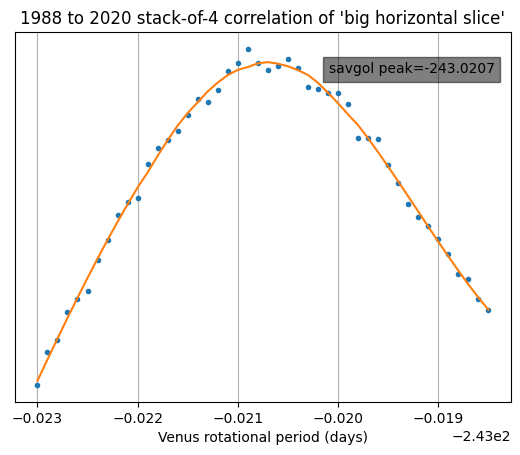 1988 to 2020 stack-of-4 correlation of 'big horizontal slice'
savgol peak=-243.0207
−0.023 −0.022 −0.021 −0.020 −0.019
Venus rotational period (days)
−2.43e2